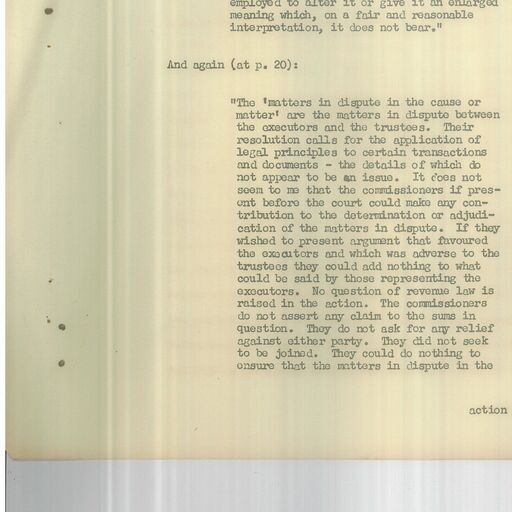 employed to alter it or give it an enlarged
meaning which, on a fair and reasonable
interpretation, it does not bear."
And again (at p. 20):
"The 'matters in dispute in the cause or
matter' are the matters in dispute between
the executors and the trustees. Their
resolution calls for the application of
legal principles to certain transactions
and documents - the details of which do
not appear to be an issue. It does not
seem to me that the commissioners if pres-
ent before the court could make any con-
tribution to the determination or adjudi-
cation of the matters in dispute. If they
wished to present argument that favoured
the executors and which was adverse to the
trustees they could add nothing to what
could be said by those representing the
executors. No question of revenue law is
raised in the action. The commissioners
do not assert any claim to the sums in
question. They do not ask for any relief
against either party. They did not seek
to be joined. They could do nothing to
ensure that the matters in dispute in the
action